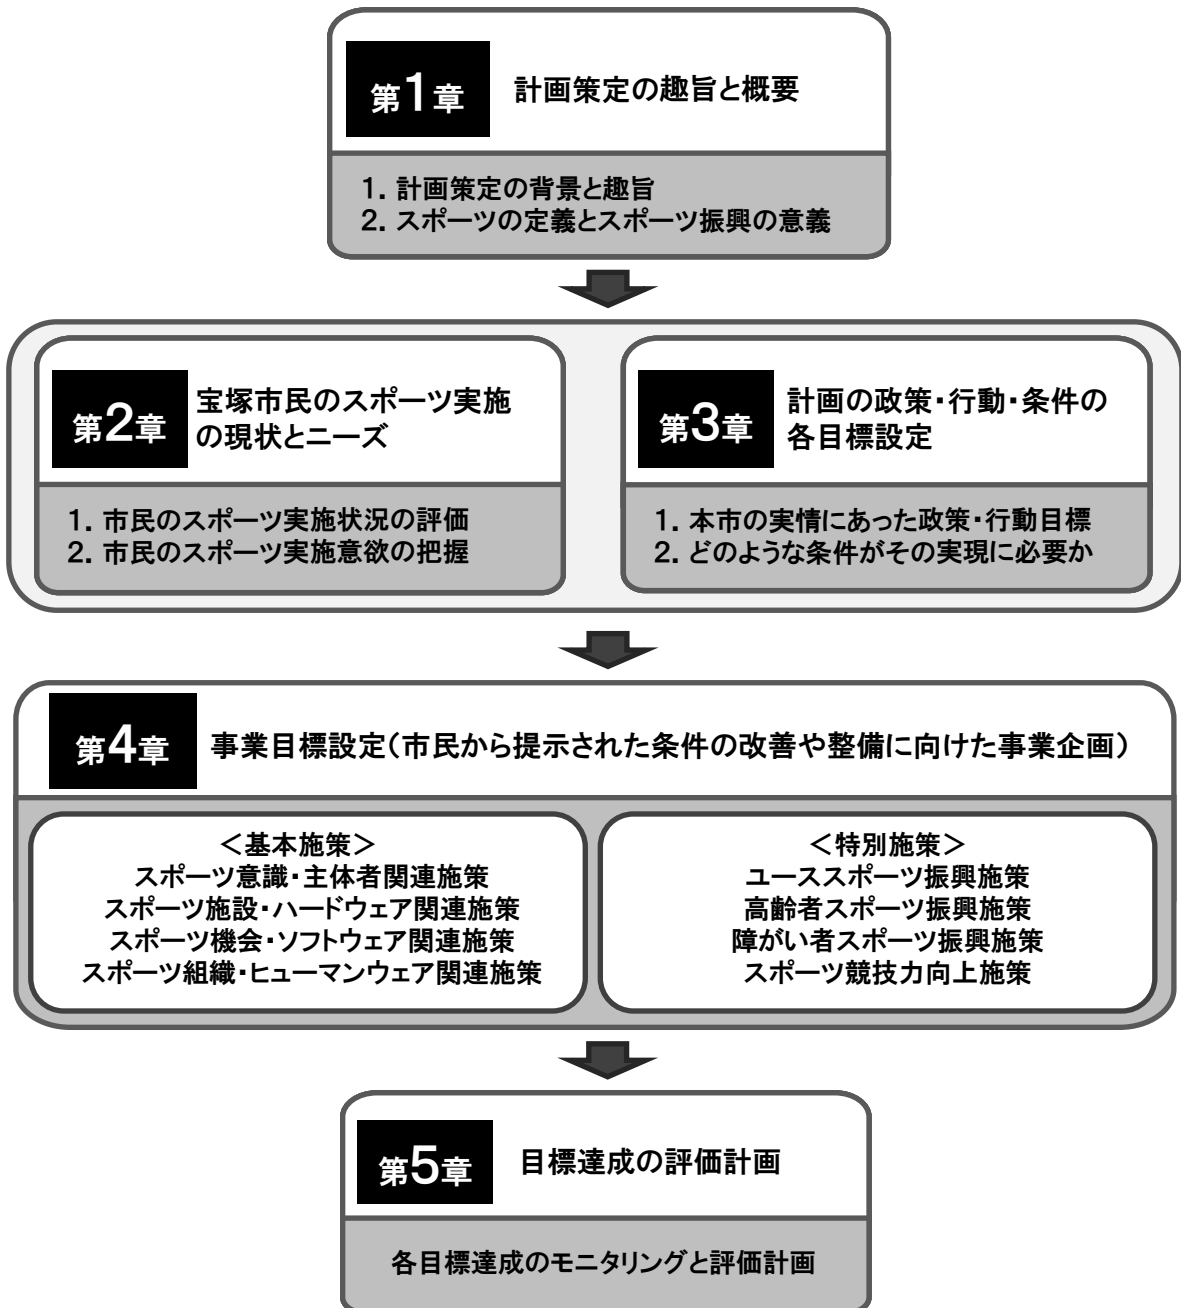 第1章
計画策定の趣旨と概要
1. 計画策定の背景と趣旨
2. スポーツの定義とスポーツ振興の意義
第2章
宝塚市民のスポーツ実施
の現状とニーズ
1. 市民のスポーツ実施状況の評価
2. 市民のスポーツ実施意欲の把握
第3章
計画の政策・行動・条件の
各目標設定
1. 本市の実情にあった政策・行動目標
2. どのような条件がその実現に必要か
第4章
事業目標設定(市民から提示された条件の改善や整備に向けた事業企画)
<基本施策>
スポーツ意識・主体者関連施策
スポーツ施設・ハードウェア関連施策
スポーツ機会・ソフトウェア関連施策
スポーツ組織・ヒューマンウェア関連施策
<特別施策>
ユーススポーツ振興施策
高齢者スポーツ振興施策
障がい者スポーツ振興施策
スポーツ競技力向上施策
第5章
目標達成の評価計画
各目標達成のモニタリングと評価計画